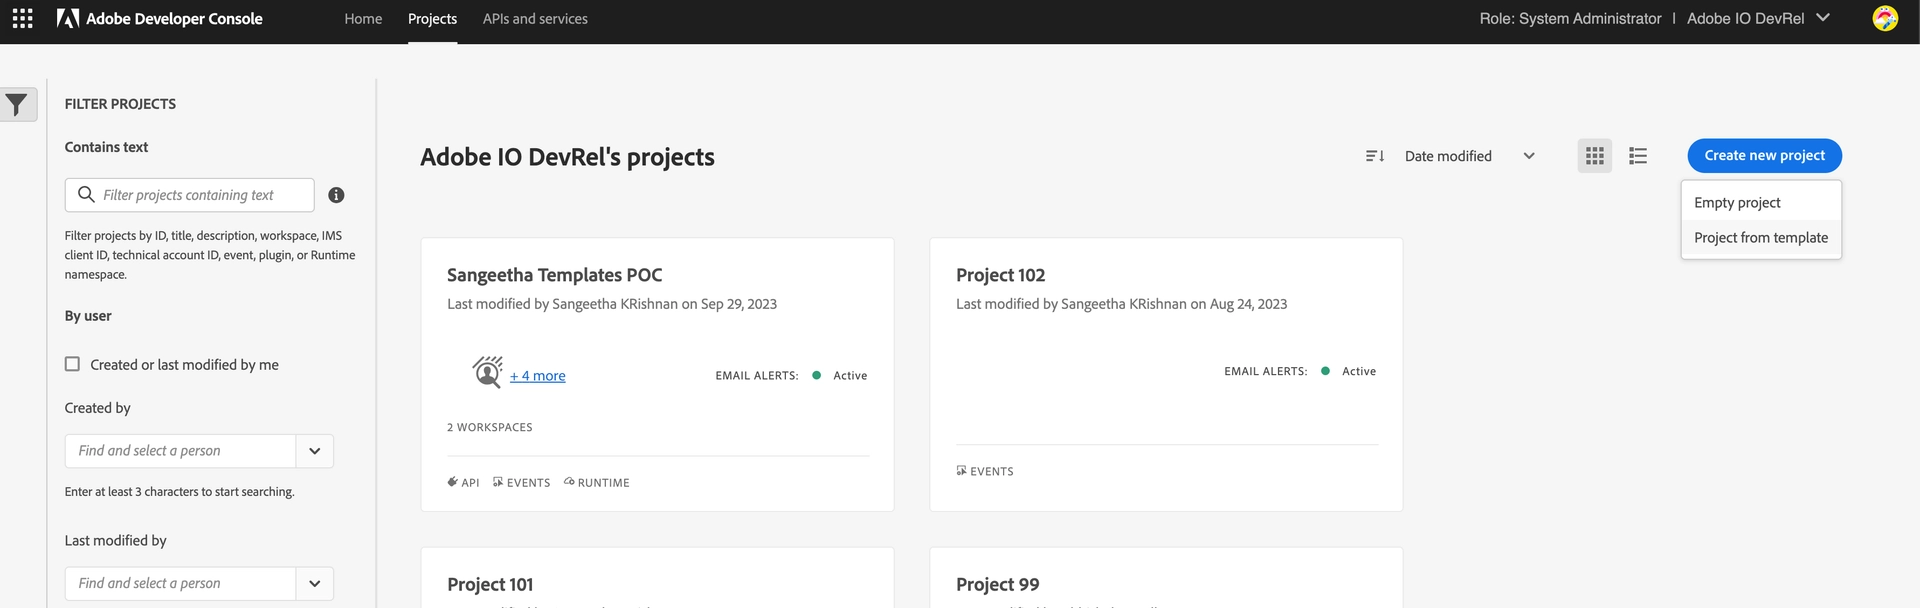 Adobe Developer Console
Home
Projects
APIs and services
Role: System Administrator | Adobe IO DevRel
FILTER PROJECTS
Contains text
Filter projects containing text
Filter projects by ID, title, description, workspace, IMS
client ID, technical account ID, event, plugin, or Runtime
namespace.
By user
Created or last modified by me
Created by
Find and select a person
Enter at least 3 characters to start searching.
Last modified by
Find and select a person
Adobe IO DevRel's projects
Date modified
Create new project
Empty project
Project from template
Sangeetha Templates POC
Last modified by Sangeetha KRishnan on Sep 29, 2023
+ 4 more
EMAIL ALERTS: Active
2 WORKSPACES
API EVENTS RUNTIME
Project 102
Last modified by Sangeetha KRishnan on Aug 24, 2023
EMAIL ALERTS: Active
EVENTS
Project 101
Project 99